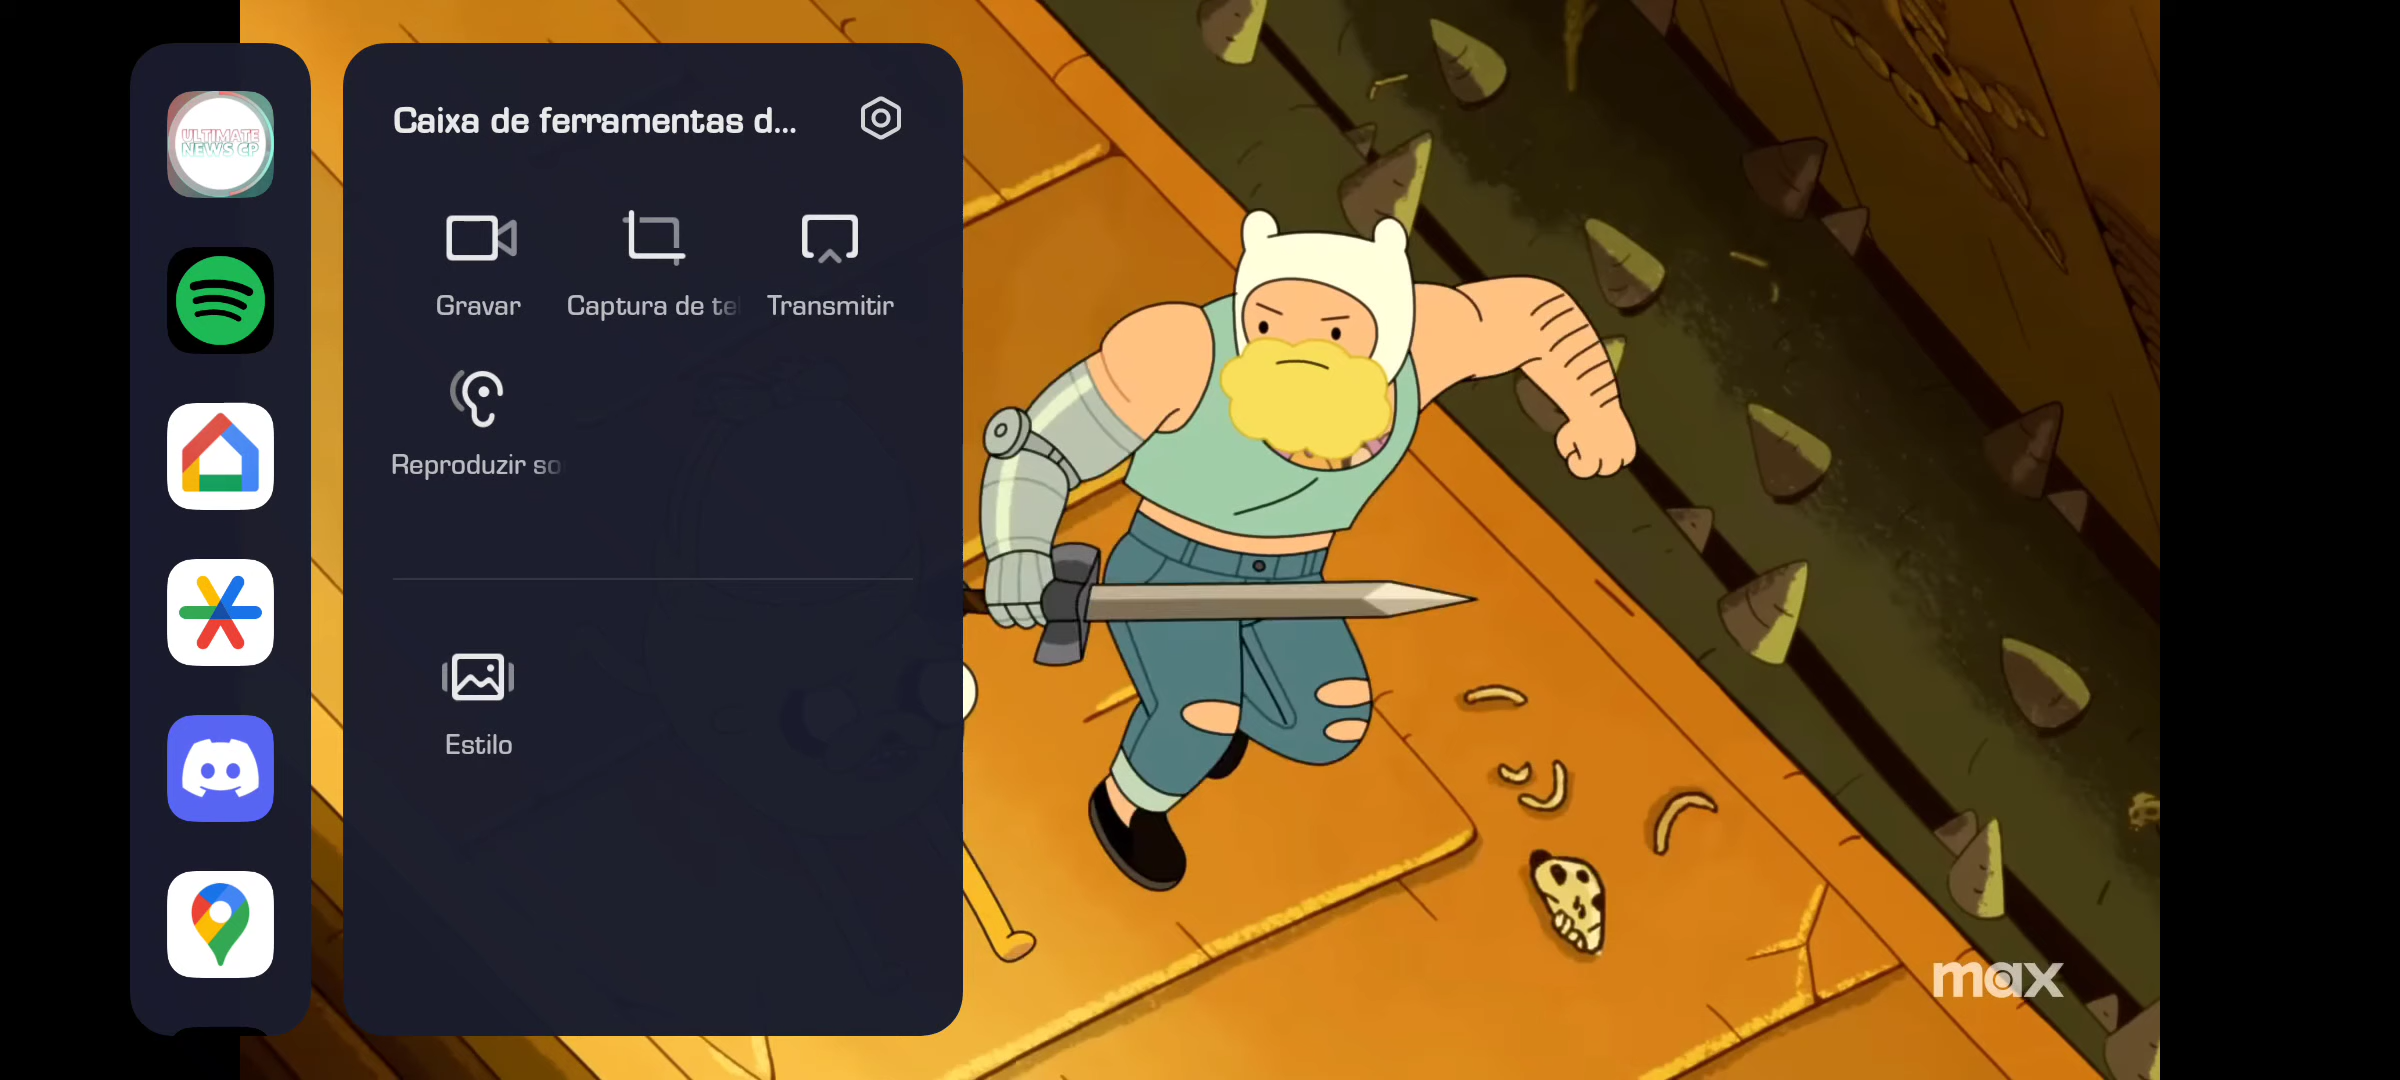 ULTIMATE
NEWS CP
Caixa de ferramentas d...
Gravar
Captura de te
Transmitir
Reproduzir so
Estilo
max